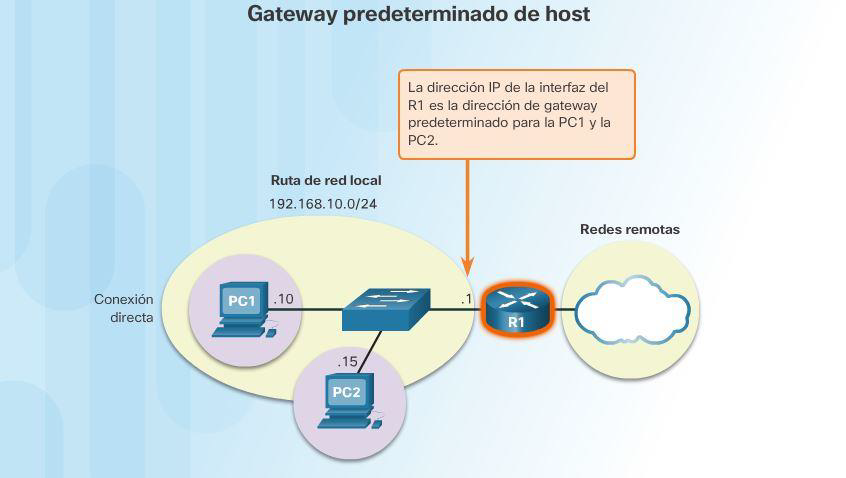 Gateway predeterminado de host
La dirección IP de la interfaz del
R1 es la dirección de gateway
predeterminado para la PC1 y la
PC2.
Ruta de red local
192.168.10.0/24
Redes remotas
Conexión
directa
PC1
.10
.1
R1
.15
PC2